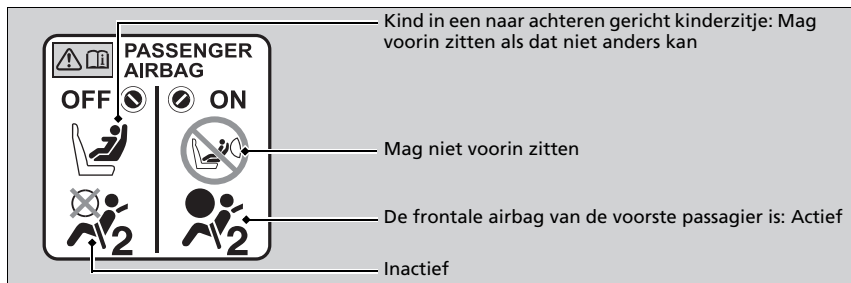 Kind in een naar achteren gericht kinderzitje: Mag
voorin zitten als dat niet anders kan
PASSENGER
AIRBAG
OFF ON
Mag niet voorin zitten
De frontale airbag van de voorste passagier is: Actief
2 2
Inactief